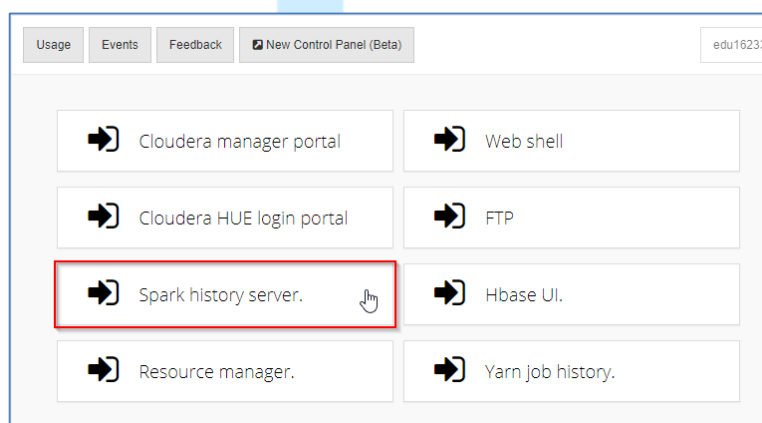 Usage Events Feedback New Control Panel (Beta) edu16233
Cloudera manager portal Web shell
Cloudera HUE login portal FTP
Spark history server. Hbase UI.
Resource manager. Yarn job history.